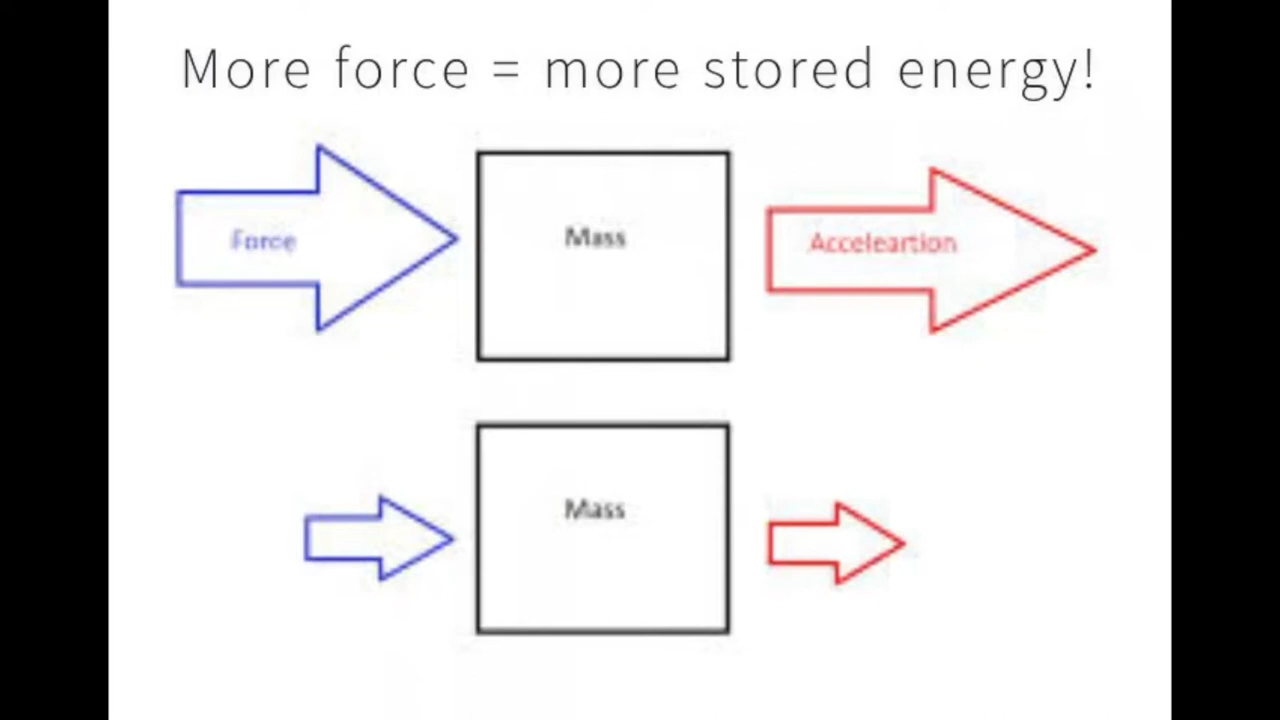 More force = more stored energy!
Force
Mass
Acceleartion
Mass